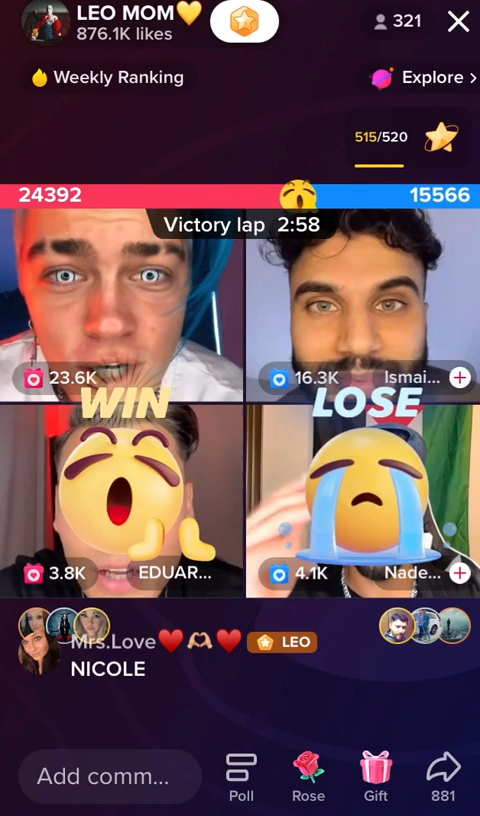 LEO MOM💛
876.1K likes
321
Weekly Ranking
Explore >
515/520
24392
15566
Victory lap 2:58
23.6K
16.3K
Ismai...
WIN
LOSE
3.8K
EDUAR...
4.1K
Nade...
Mrs.Love❤️🫶🏼❤️ LEO
NICOLE
Add comm...
Poll
Rose
Gift
881